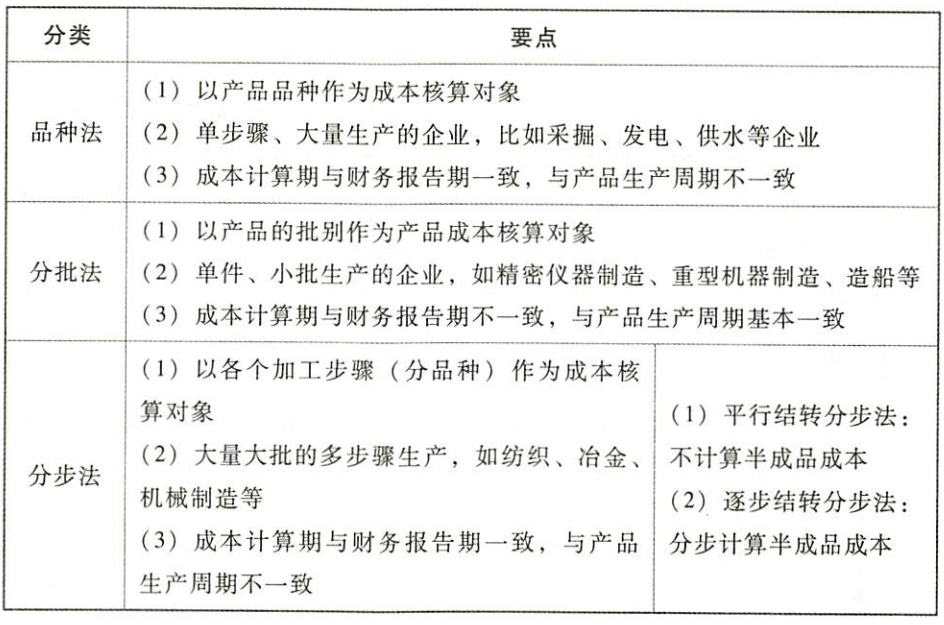 分类
要点
品种法
(1) 以产品品种作为成本核算对象
(2) 单步骤、大量生产的企业，比如采掘、发电、供水等企业
(3) 成本计算期与财务报告期一致，与产品生产周期不一致
分批法
(1) 以产品的批别作为产品成本核算对象
(2) 单件、小批生产的企业，如精密仪器制造、重型机器制造、造船等
(3) 成本计算期与财务报告期不一致，与产品生产周期基本一致
分步法
(1) 以各个加工步骤（分品种）作为成本核
算对象
(2) 大量大批的多步骤生产，如纺织、冶金、
机械制造等
(3) 成本计算期与财务报告期一致，与产品
生产周期不一致
(1) 平行结转分步法：
不计算半成品成本
(2) 逐步结转分步法：
分步计算半成品成本